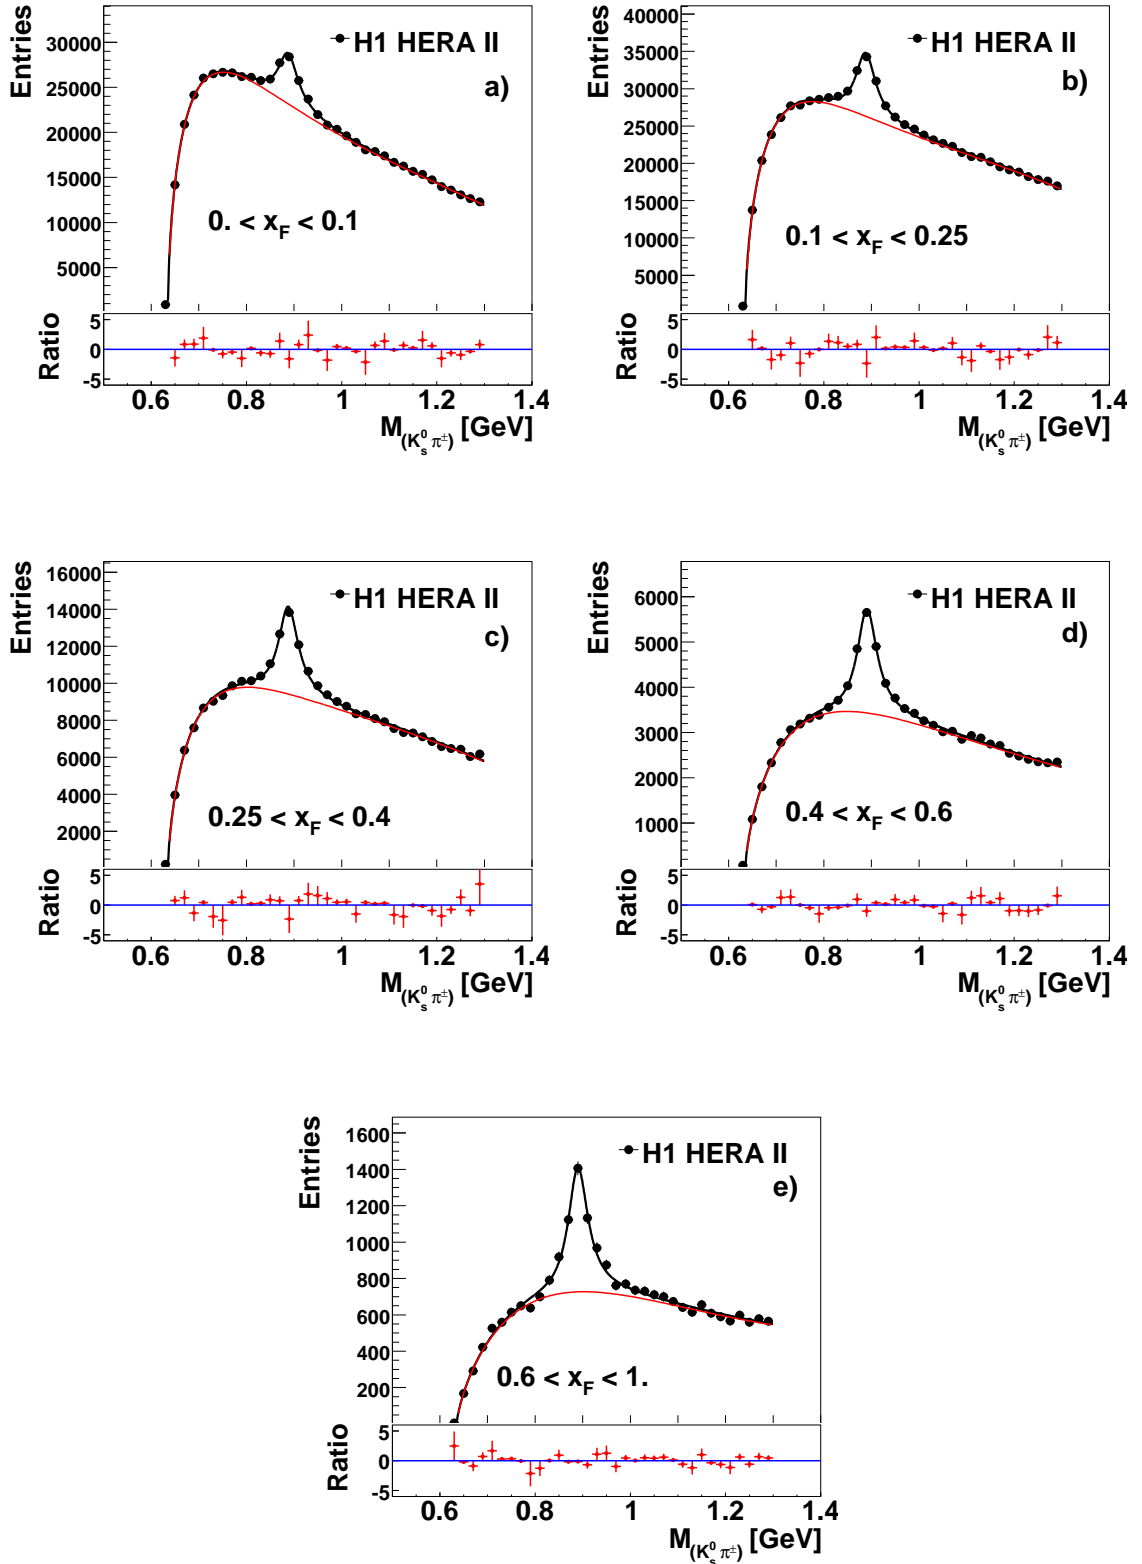 Entries
30000
25000
20000
15000
10000
5000
H1 HERA II
a)
0. < x_F < 0.1
Ratio
5
0
-5
0.6 0.8 1 1.2 1.4
M_(K_s^0 π^±) [GeV]
Entries
40000
35000
30000
25000
20000
15000
10000
5000
H1 HERA II
b)
0.1 < x_F < 0.25
Ratio
5
0
-5
0.6 0.8 1 1.2 1.4
M_(K_s^0 π^±) [GeV]
Entries
16000
14000
12000
10000
8000
6000
4000
2000
H1 HERA II
c)
0.25 < x_F < 0.4
Ratio
5
0
-5
0.6 0.8 1 1.2 1.4
M_(K_s^0 π^±) [GeV]
Entries
6000
5000
4000
3000
2000
1000
H1 HERA II
d)
0.4 < x_F < 0.6
Ratio
5
0
-5
0.6 0.8 1 1.2 1.4
M_(K_s^0 π^±) [GeV]
Entries
1600
1400
1200
1000
800
600
400
200
H1 HERA II
e)
0.6 < x_F < 1.
Ratio
5
0
-5
0.6 0.8 1 1.2 1.4
M_(K_s^0 π^±) [GeV]